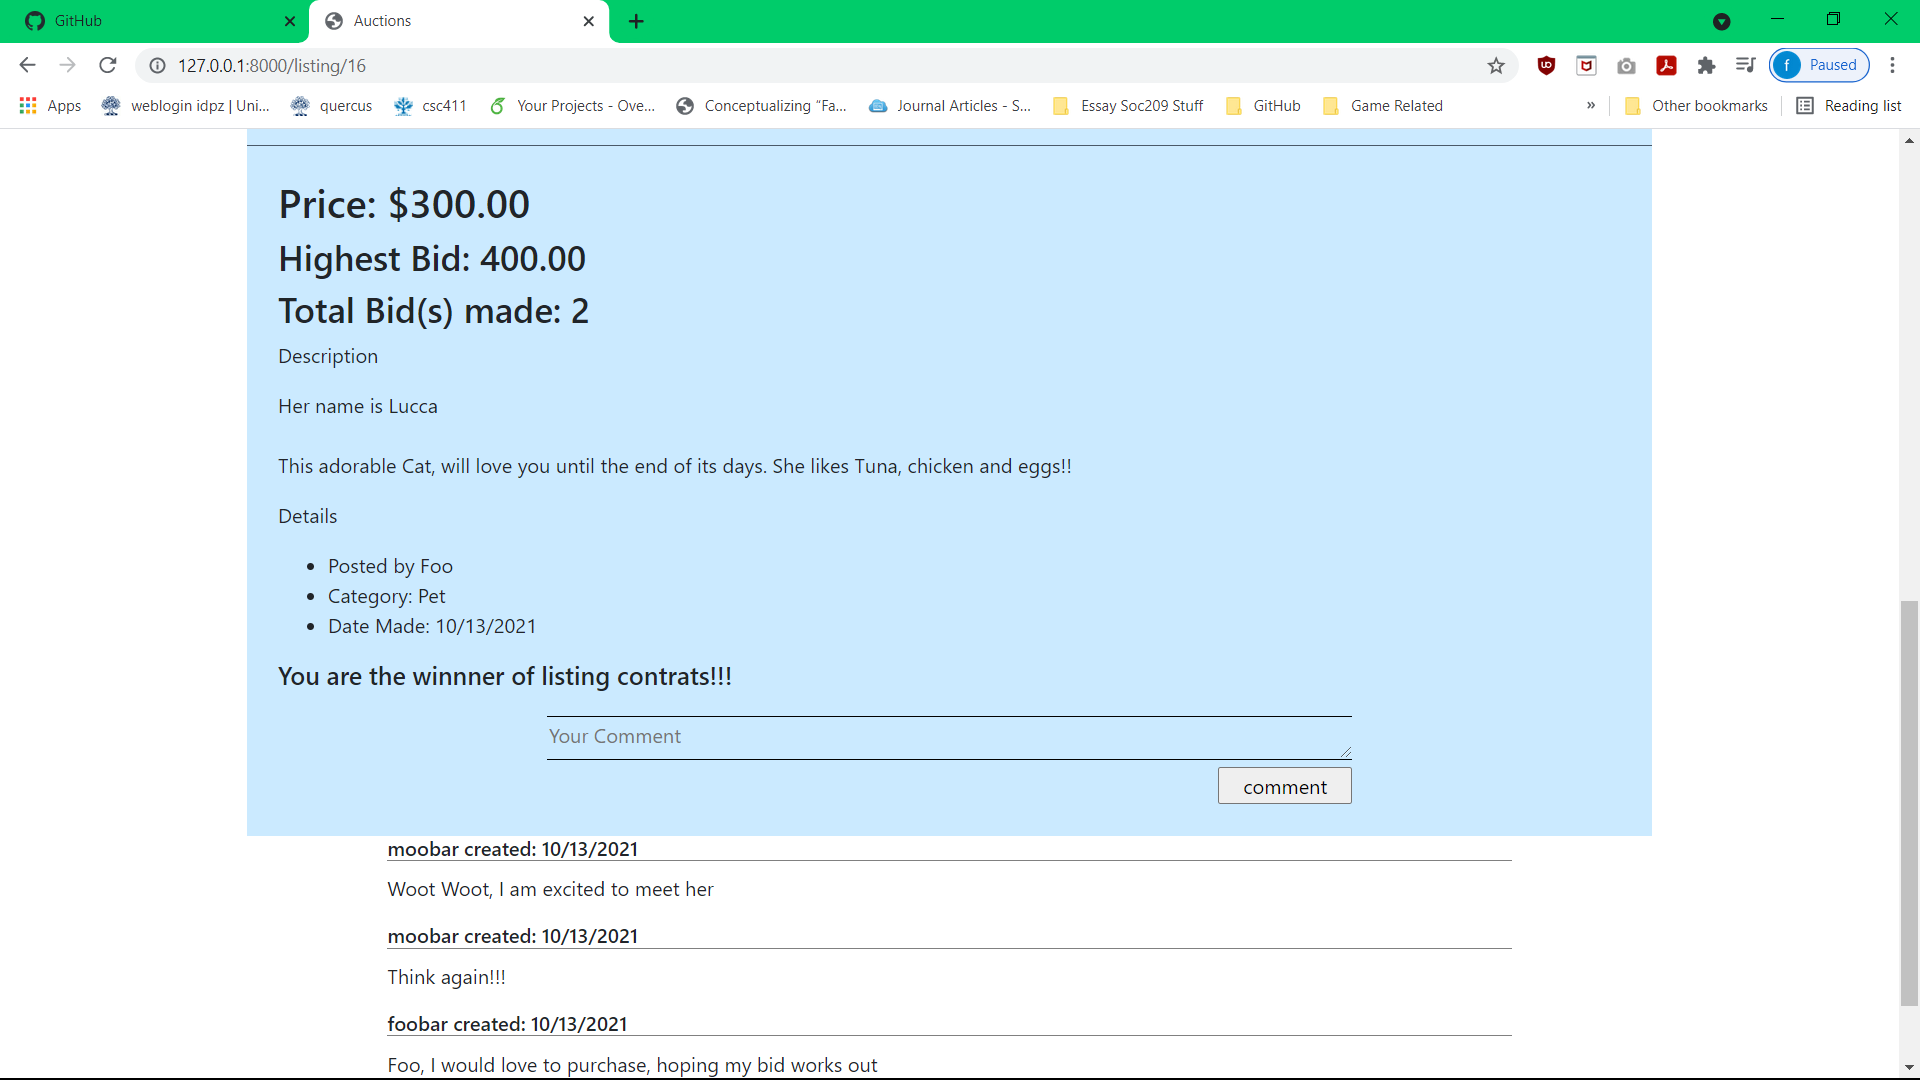 GitHub
Auctions
127.0.0.1:8000/listing/16
f Paused
Apps
weblogin idpz | Uni...
quercus
csc411
Your Projects - Ove...
Conceptualizing “Fa...
Journal Articles - S...
Essay Soc209 Stuff
GitHub
Game Related
»
Other bookmarks
Reading list
Price: $300.00
Highest Bid: 400.00
Total Bid(s) made: 2
Description
Her name is Lucca
This adorable Cat, will love you until the end of its days. She likes Tuna, chicken and eggs!!
Details
• Posted by Foo
• Category: Pet
• Date Made: 10/13/2021
You are the winnner of listing contrats!!!
Your Comment
comment
moobar created: 10/13/2021
Woot Woot, I am excited to meet her
moobar created: 10/13/2021
Think again!!!
foobar created: 10/13/2021
Foo, I would love to purchase, hoping my bid works out